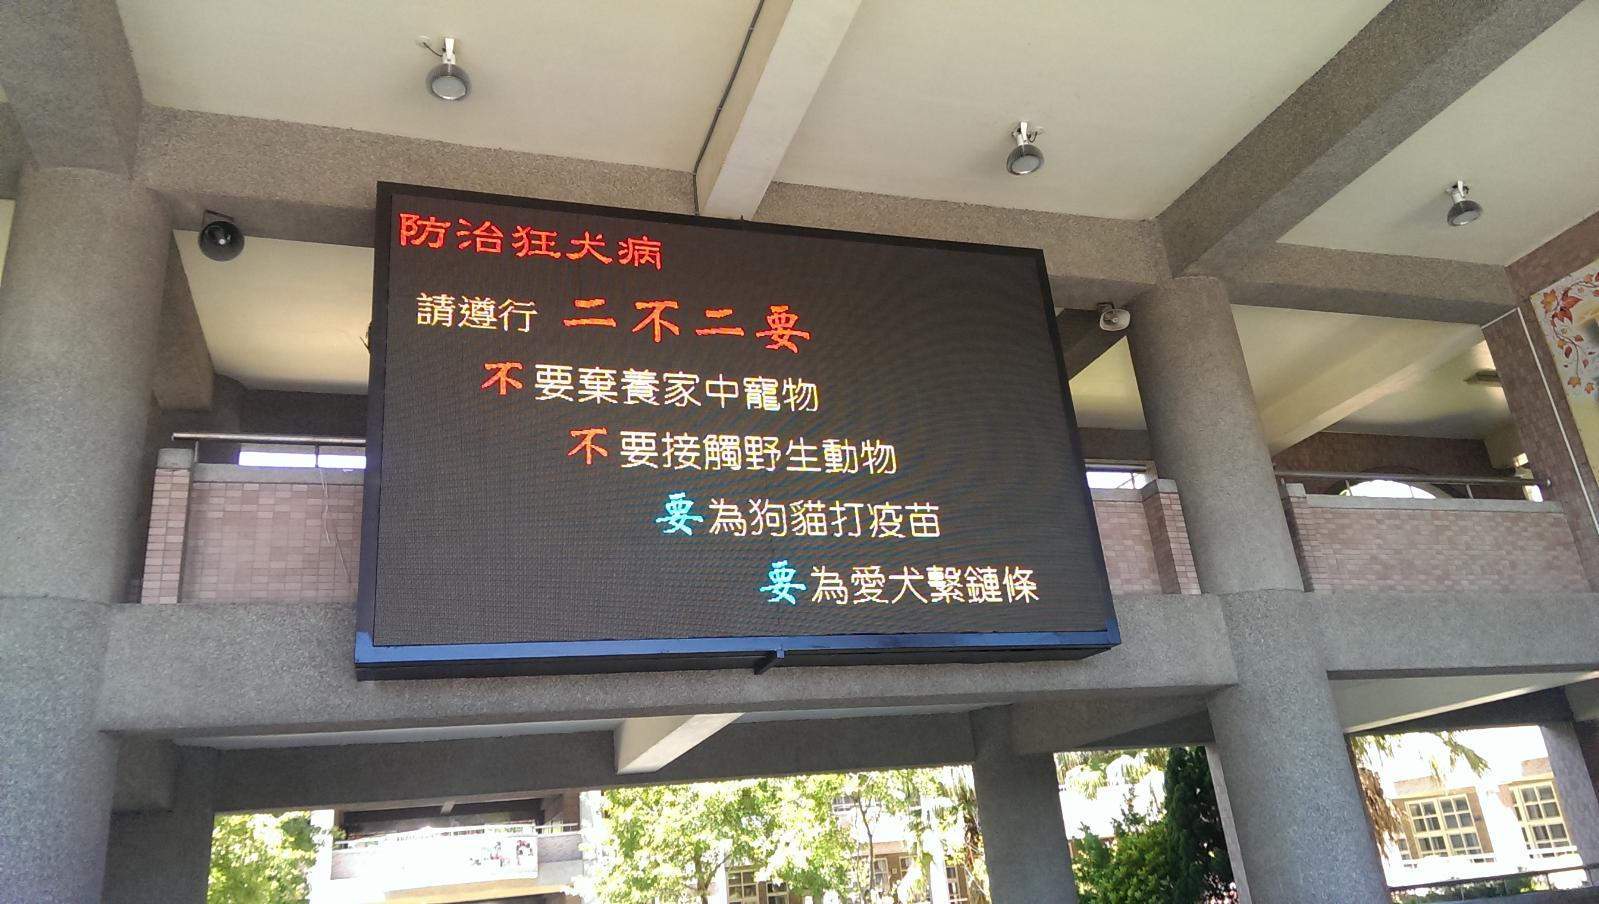 防治狂犬病
請遵行 二不二要
不要棄養家中寵物
不要接觸野生動物
要為狗貓打疫苗
要為愛犬繫鏈條